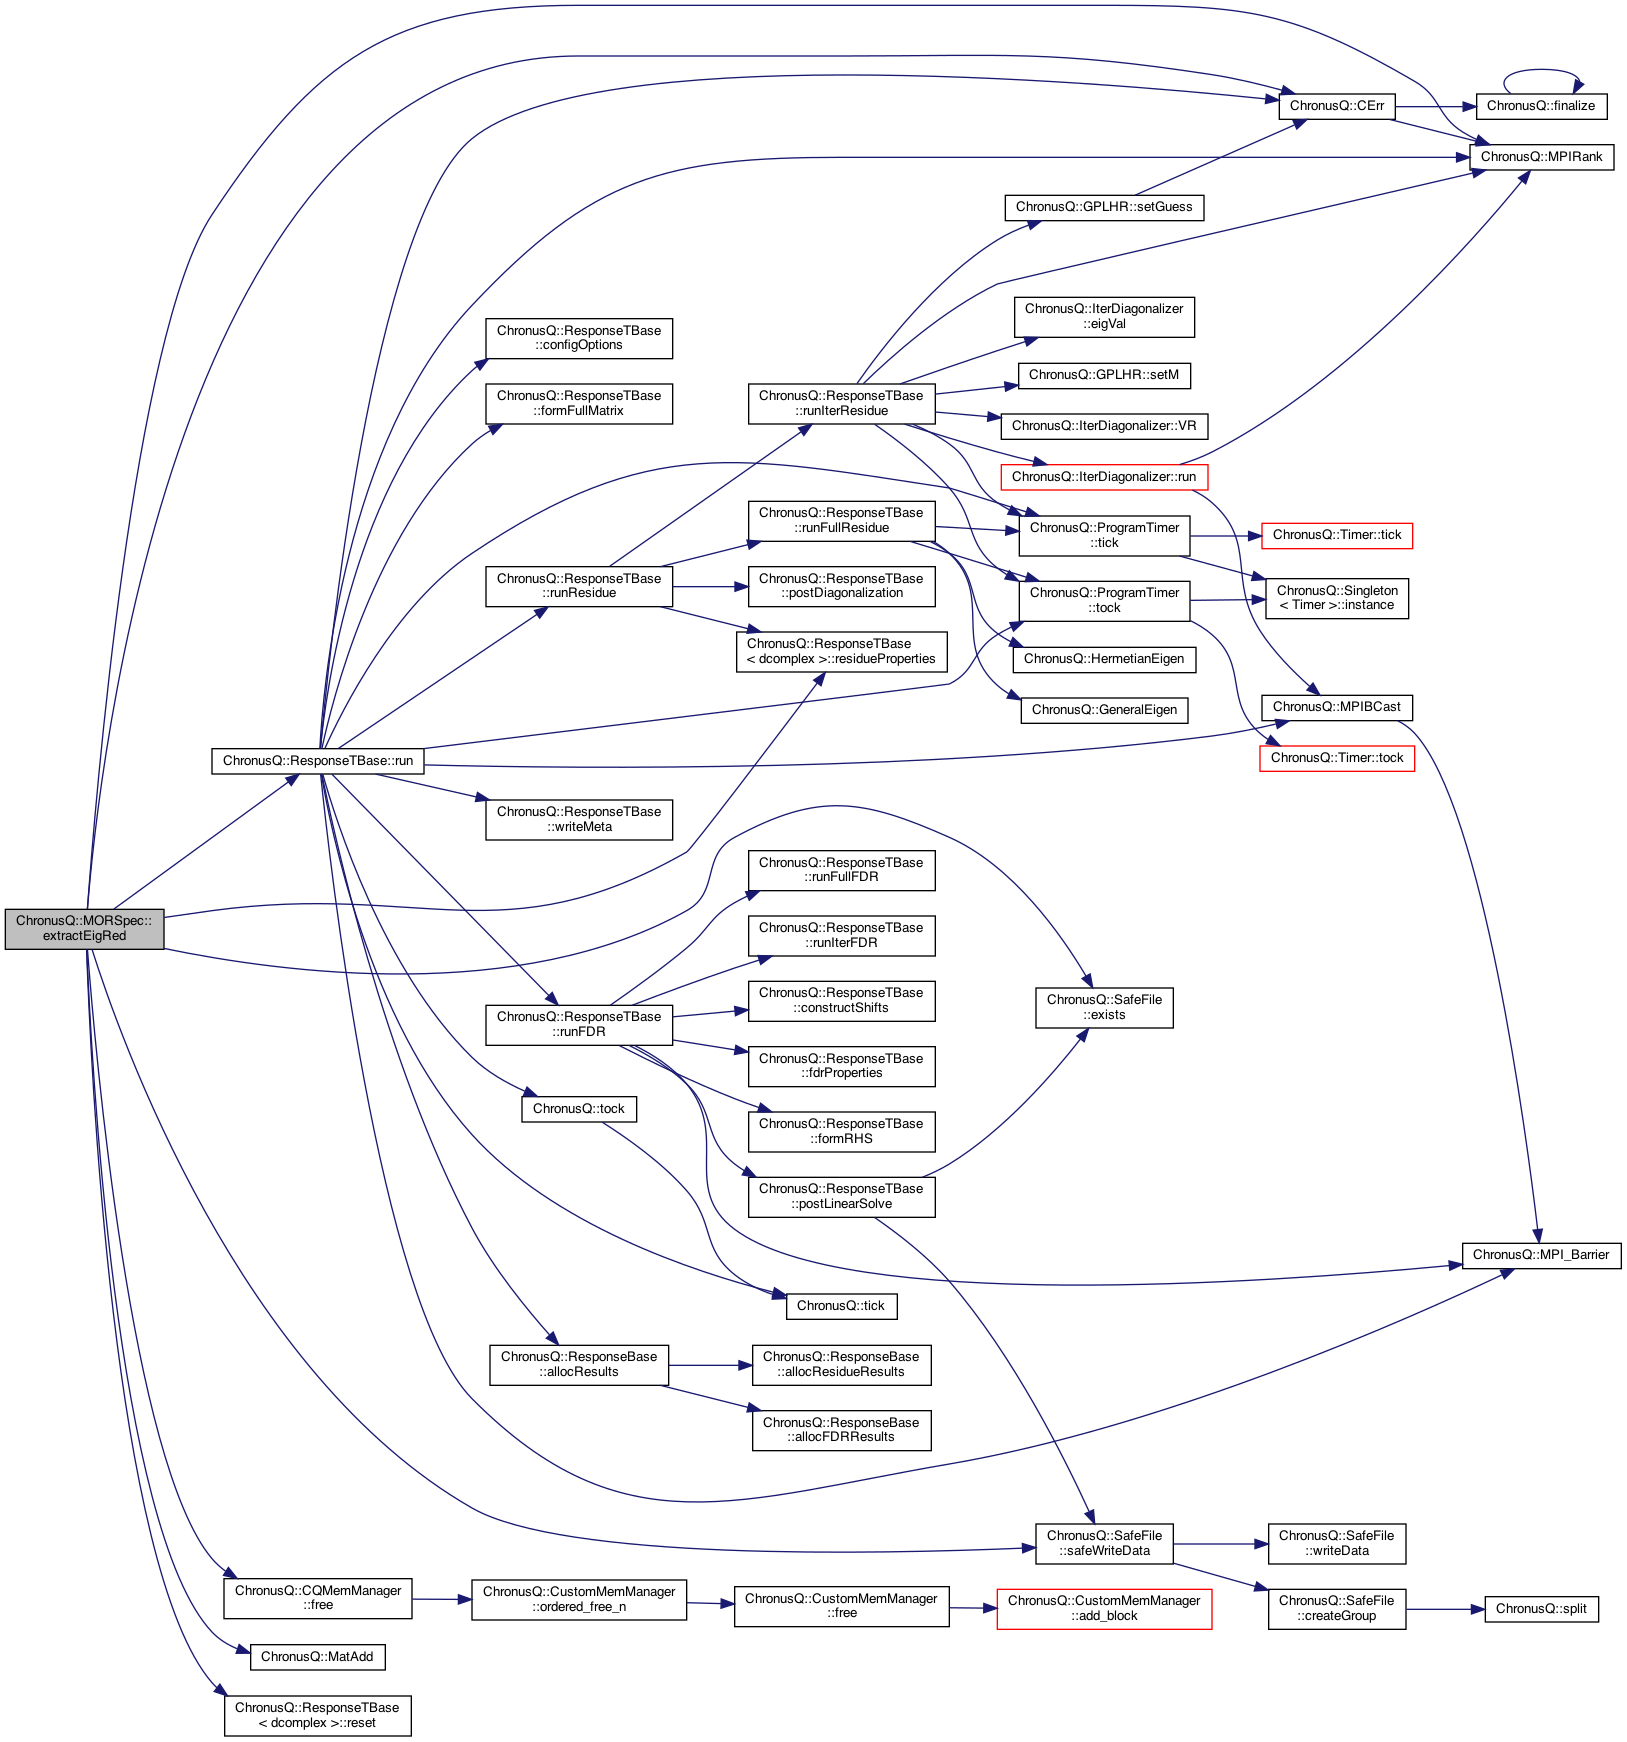 ChronusQ::MORSpec::
extractEigRed
ChronusQ::ResponseTBase::run
ChronusQ::CQMemManager
::free
ChronusQ::MatAdd
ChronusQ::ResponseTBase
< dcomplex >::reset
ChronusQ::ResponseTBase
::configOptions
ChronusQ::ResponseTBase
::formFullMatrix
ChronusQ::ResponseTBase
::runResidue
ChronusQ::ResponseTBase
::writeMeta
ChronusQ::ResponseTBase
::runFDR
ChronusQ::tock
ChronusQ::ResponseBase
::allocResults
ChronusQ::CustomMemManager
::ordered_free_n
ChronusQ::ResponseTBase
::runIterResidue
ChronusQ::ResponseTBase
::runFullResidue
ChronusQ::ResponseTBase
::postDiagonalization
ChronusQ::ResponseTBase
< dcomplex >::residueProperties
ChronusQ::ResponseTBase
::runFullFDR
ChronusQ::ResponseTBase
::runIterFDR
ChronusQ::ResponseTBase
::constructShifts
ChronusQ::ResponseTBase
::fdrProperties
ChronusQ::ResponseTBase
::formRHS
ChronusQ::ResponseTBase
::postLinearSolve
ChronusQ::tick
ChronusQ::ResponseBase
::allocResidueResults
ChronusQ::ResponseBase
::allocFDRResults
ChronusQ::CustomMemManager
::free
ChronusQ::GPLHR::setGuess
ChronusQ::IterDiagonalizer
::eigVal
ChronusQ::GPLHR::setM
ChronusQ::IterDiagonalizer::VR
ChronusQ::IterDiagonalizer::run
ChronusQ::ProgramTimer
::tick
ChronusQ::ProgramTimer
::tock
ChronusQ::HermetianEigen
ChronusQ::GeneralEigen
ChronusQ::SafeFile
::exists
ChronusQ::SafeFile
::safeWriteData
ChronusQ::CustomMemManager
::add_block
ChronusQ::CErr
ChronusQ::Timer::tick
ChronusQ::Singleton
< Timer >::instance
ChronusQ::MPIBCast
ChronusQ::Timer::tock
ChronusQ::SafeFile
::writeData
ChronusQ::SafeFile
::createGroup
ChronusQ::finalize
ChronusQ::MPIRank
ChronusQ::MPI_Barrier
ChronusQ::split